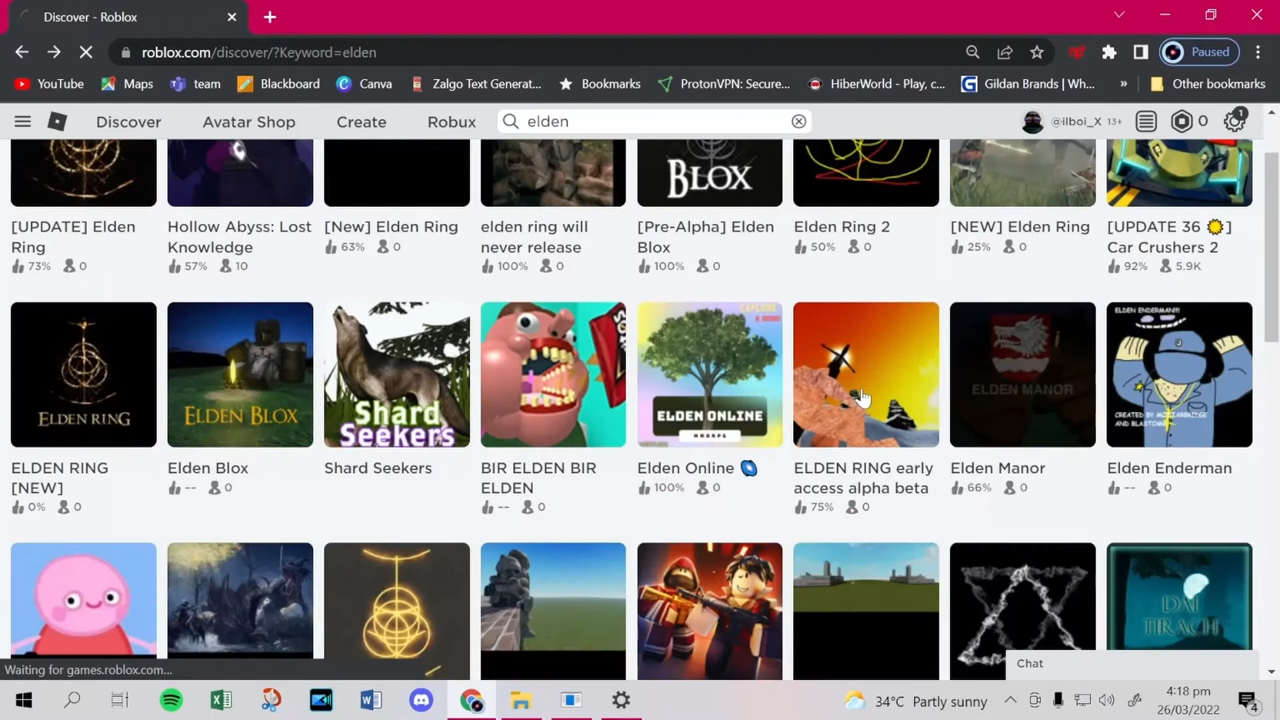 Discover - Roblox
roblox.com/discover/?Keyword=elden
Paused
YouTube Maps team Blackboard Canva Zalgo Text Generat... Bookmarks ProtonVPN: Secure... HiberWorld - Play, c... Gildan Brands | Wh... » Other bookmarks
Discover Avatar Shop Create Robux elden @ilboi_X 13+ 0 1
BLOX
[UPDATE] Elden Ring
73% 0
Hollow Abyss: Lost Knowledge
57% 10
[New] Elden Ring
63% 0
elden ring will never release
100% 0
[Pre-Alpha] Elden Blox
100% 0
Elden Ring 2
50% 0
[NEW] Elden Ring
25% 0
[UPDATE 36 🌟] Car Crushers 2
92% 5.9K
ELDEN RING
ELDEN BLOX
Shard Seekers
ELDEN ONLINE
ELDEN MANOR
ELDEN ENDERMAN!!!
ELDEN RING [NEW]
0% 0
Elden Blox
-- 0
Shard Seekers
BIR ELDEN BIR ELDEN
-- 0
Elden Online 🌀
100% 0
ELDEN RING early access alpha beta
75% 0
Elden Manor
66% 0
Elden Enderman
-- 0
DAI TIRACH
Waiting for games.roblox.com...
Chat
34°C Partly sunny
4:18 pm
26/03/2022
4